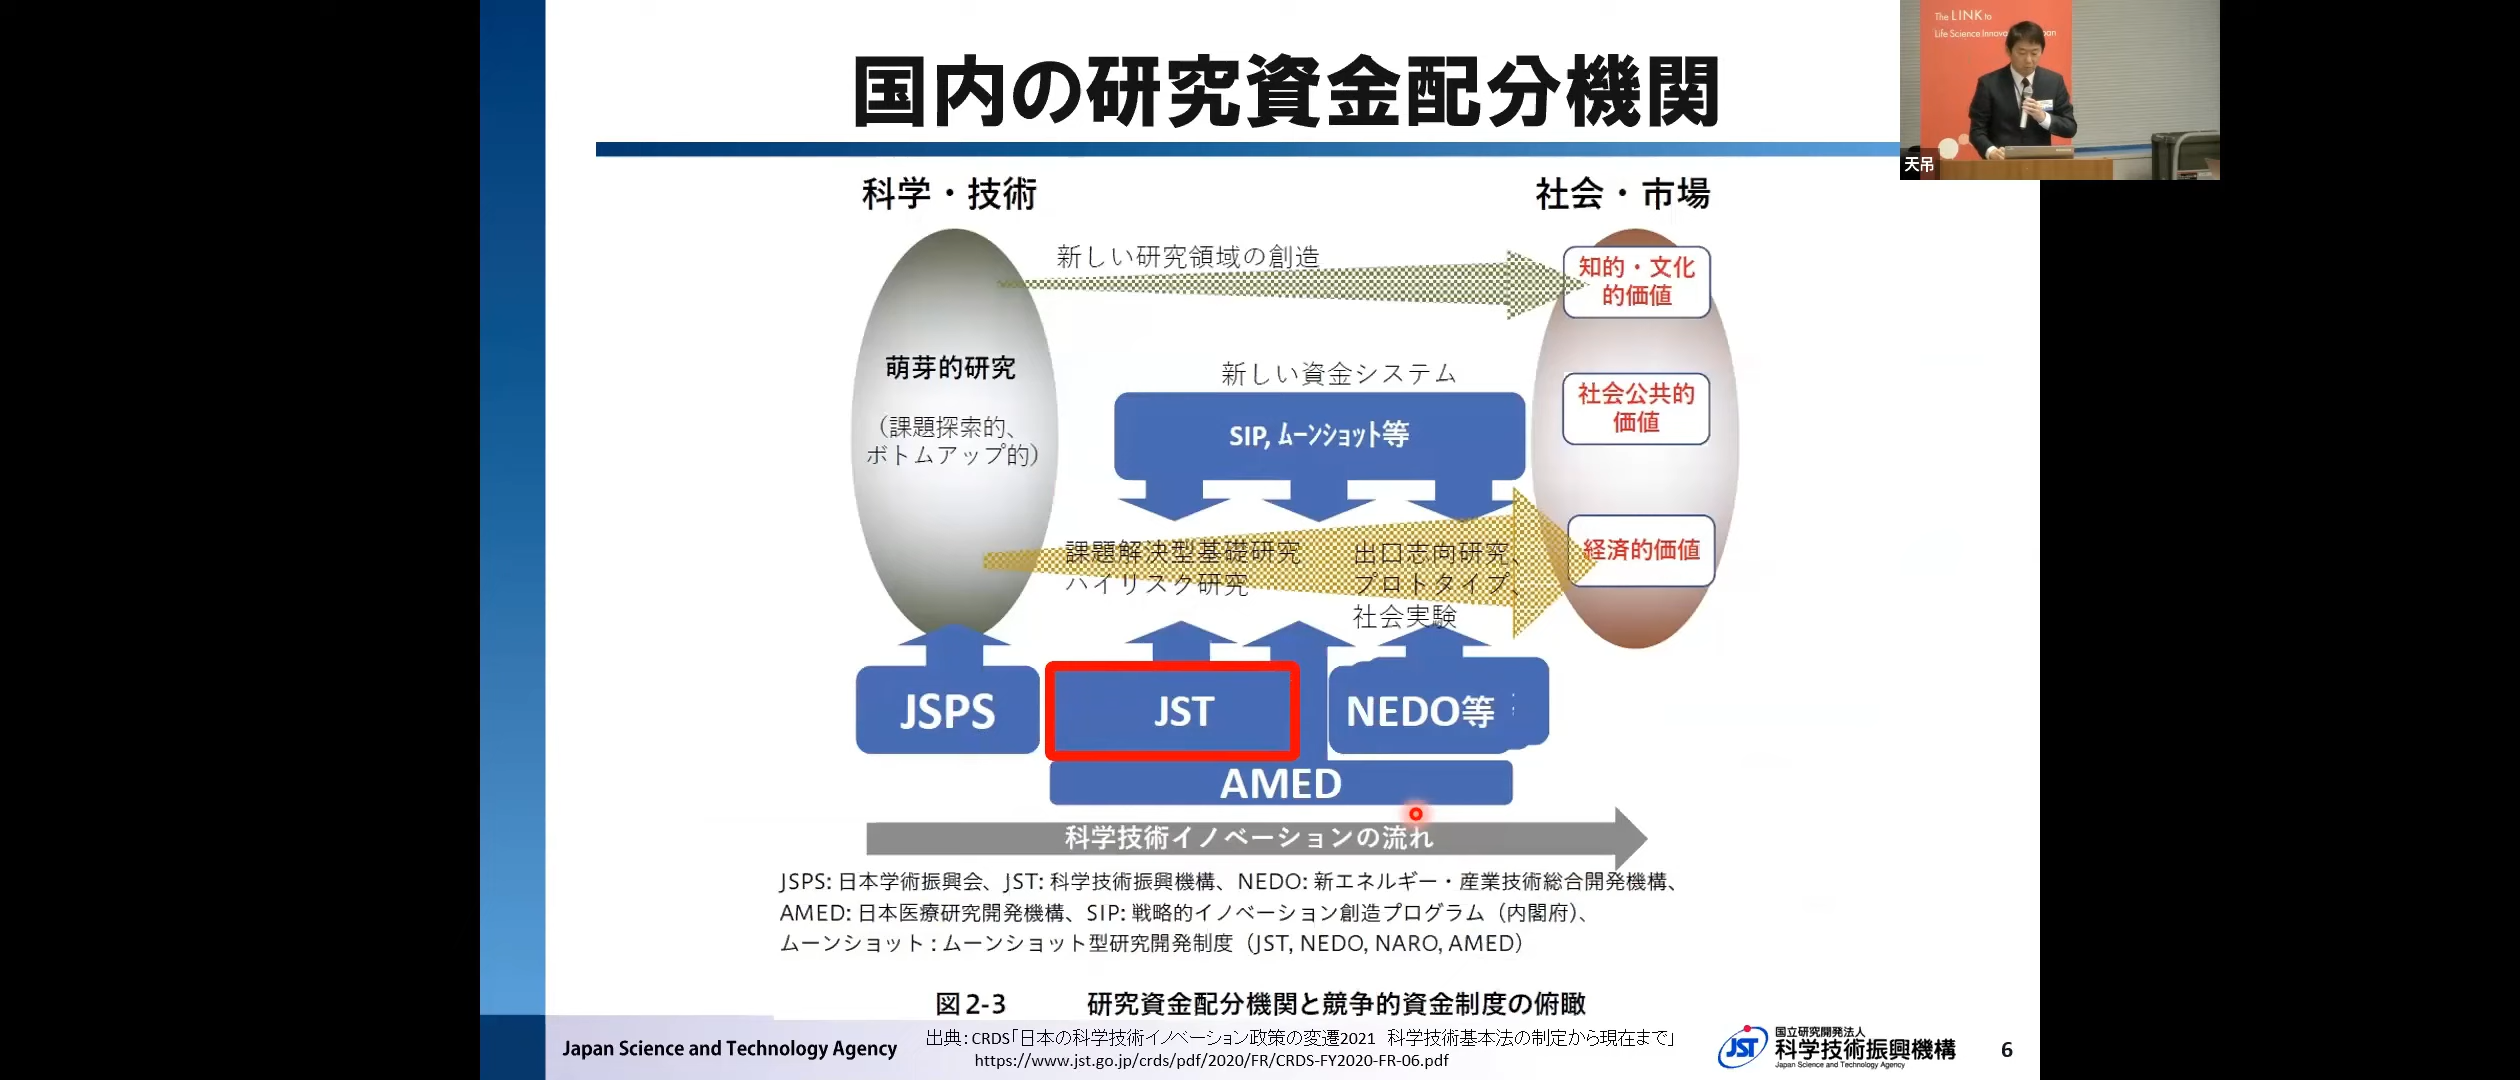 国内の研究資金配分機関
The LINK to
Life Science Innova
pan
天吊
科学・技術
社会・市場
新しい研究領域の創造
知的・文化
的価値
萌芽的研究
（課題探索的、
ボトムアップ的）
新しい資金システム
SIP, ﾑｰﾝｼｮｯﾄ等
社会公共的
価値
課題解決型基礎研究
ハイリスク研究
出口志向研究、
プロトタイプ、
社会実験
経済的価値
JSPS
JST
NEDO等
AMED
科学技術イノベーションの流れ
JSPS: 日本学術振興会、JST: 科学技術振興機構、NEDO: 新エネルギー・産業技術総合開発機構、
AMED: 日本医療研究開発機構、SIP: 戦略的イノベーション創造プログラム（内閣府）、
ムーンショット : ムーンショット型研究開発制度（JST, NEDO, NARO, AMED）
図 2-3 研究資金配分機関と競争的資金制度の俯瞰
Japan Science and Technology Agency
出典：CRDS「日本の科学技術イノベーション政策の変遷2021 科学技術基本法の制定から現在まで」
https://www.jst.go.jp/crds/pdf/2020/FR/CRDS-FY2020-FR-06.pdf
JST
国立研究開発法人
科学技術振興機構
Japan Science and Technology Agency
6